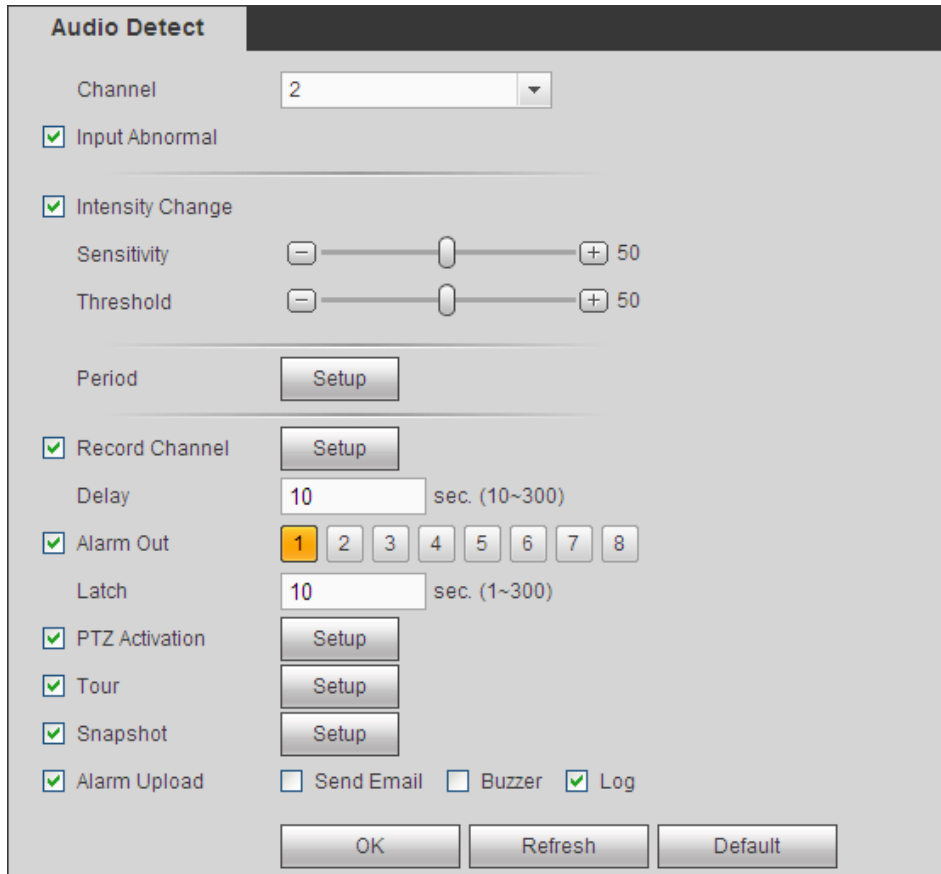 Audio Detect
Channel 2
Input Abnormal
Intensity Change
Sensitivity 50
Threshold 50
Period Setup
Record Channel Setup
Delay 10 sec. (10~300)
Alarm Out 1 2 3 4 5 6 7 8
Latch 10 sec. (1~300)
PTZ Activation Setup
Tour Setup
Snapshot Setup
Alarm Upload Send Email Buzzer Log
OK Refresh Default